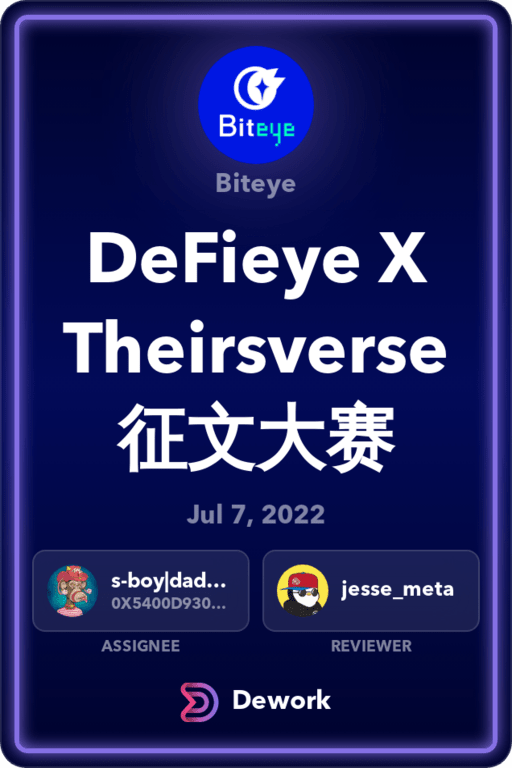 Biteye
Biteye
DeFieye X
Theirsverse
征文大赛
Jul 7, 2022
s-boy|dad...
0X5400D930...
jesse_meta
ASSIGNEE
REVIEWER
Dework